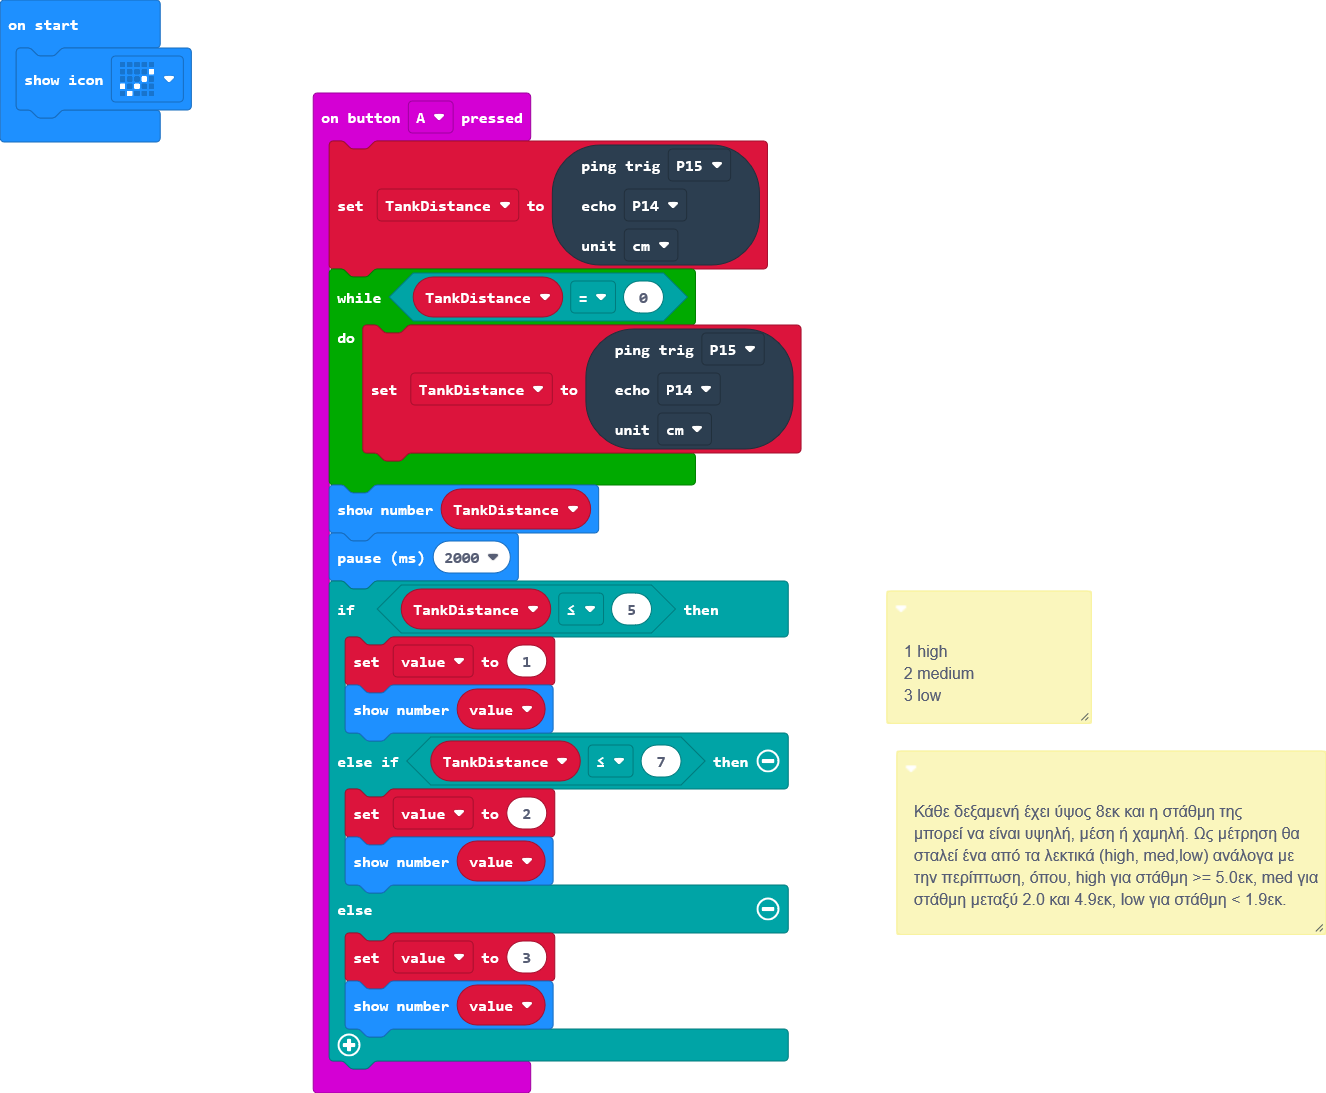 on start
show icon
on button A pressed
set TankDistance to ping trig P15
echo P14
unit cm
while TankDistance = 0
do
set TankDistance to ping trig P15
echo P14
unit cm
show number TankDistance
pause (ms) 2000
if TankDistance ≤ 5 then
set value to 1
show number value
else if TankDistance ≤ 7 then
set value to 2
show number value
else
set value to 3
show number value
1 high
2 medium
3 low
Κάθε δεξαμενή έχει ύψος 8εκ και η στάθμη της
μπορεί να είναι υψηλή, μέση ή χαμηλή. Ως μέτρηση θα
σταλεί ένα από τα λεκτικά (high, med,low) ανάλογα με
την περίπτωση, όπου, high για στάθμη >= 5.0εκ, med για
στάθμη μεταξύ 2.0 και 4.9εκ, low για στάθμη < 1.9εκ.